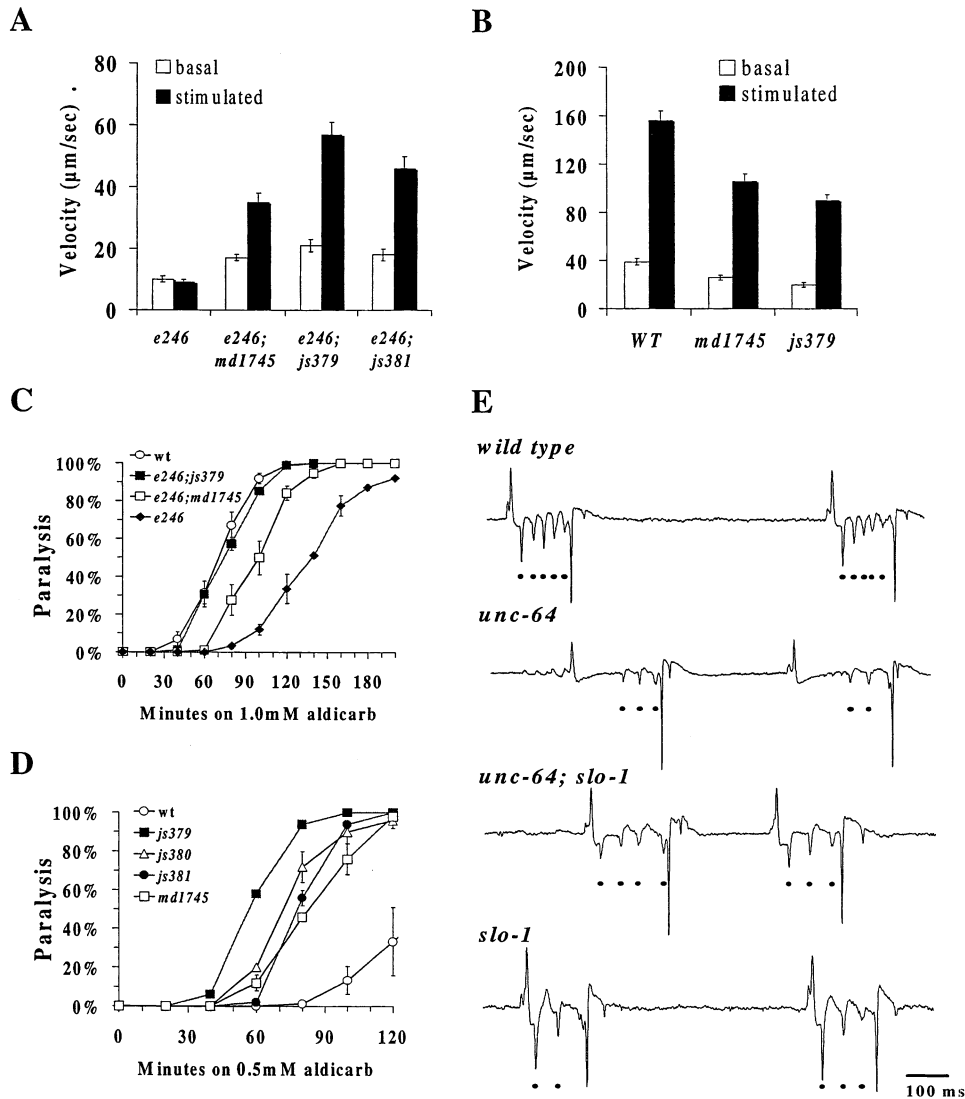 A
80
60
40
20
0
Velocity (µm/sec) .
basal
stimulated
e246
e246;
md1745
e246;
js379
e246;
js381
B
200
160
120
80
40
0
Velocity (µm/sec)
basal
stimulated
WT
md1745
js379
C
wt
e246;js379
e246;md1745
e246
100%
80%
60%
40%
20%
0%
Paralysis
0 30 60 90 120 150 180
Minutes on 1.0mM aldicarb
D
wt
js379
js380
js381
md1745
100%
80%
60%
40%
20%
0%
Paralysis
0 30 60 90 120
Minutes on 0.5mM aldicarb
E
wild type
unc-64
unc-64; slo-1
slo-1
100 ms